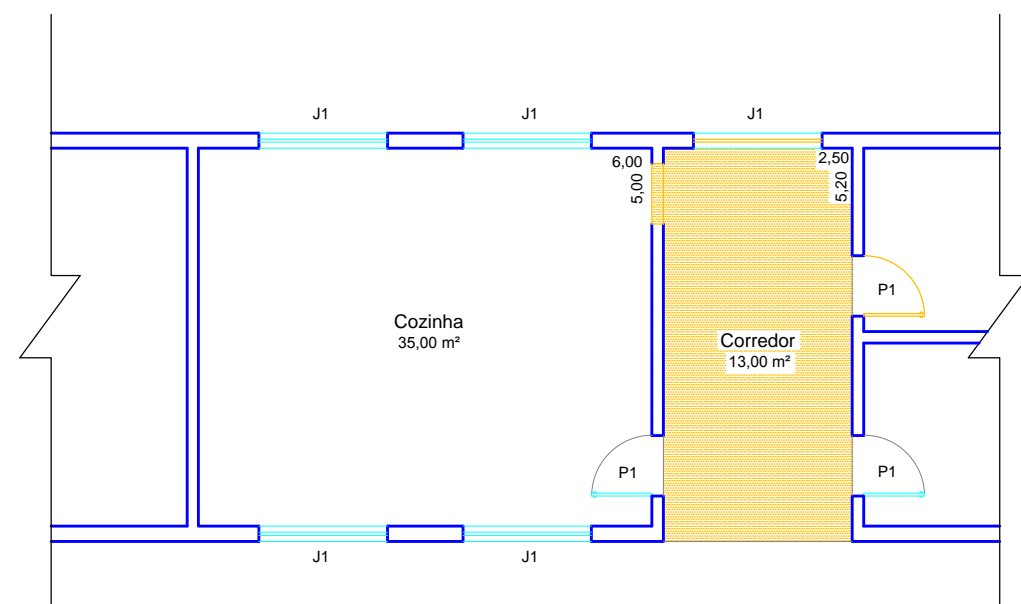 J1
J1
J1
6,00
5,00
2,50
5,20
P1
Cozinha
35,00 m²
Corredor
13,00 m²
P1
P1
J1
J1